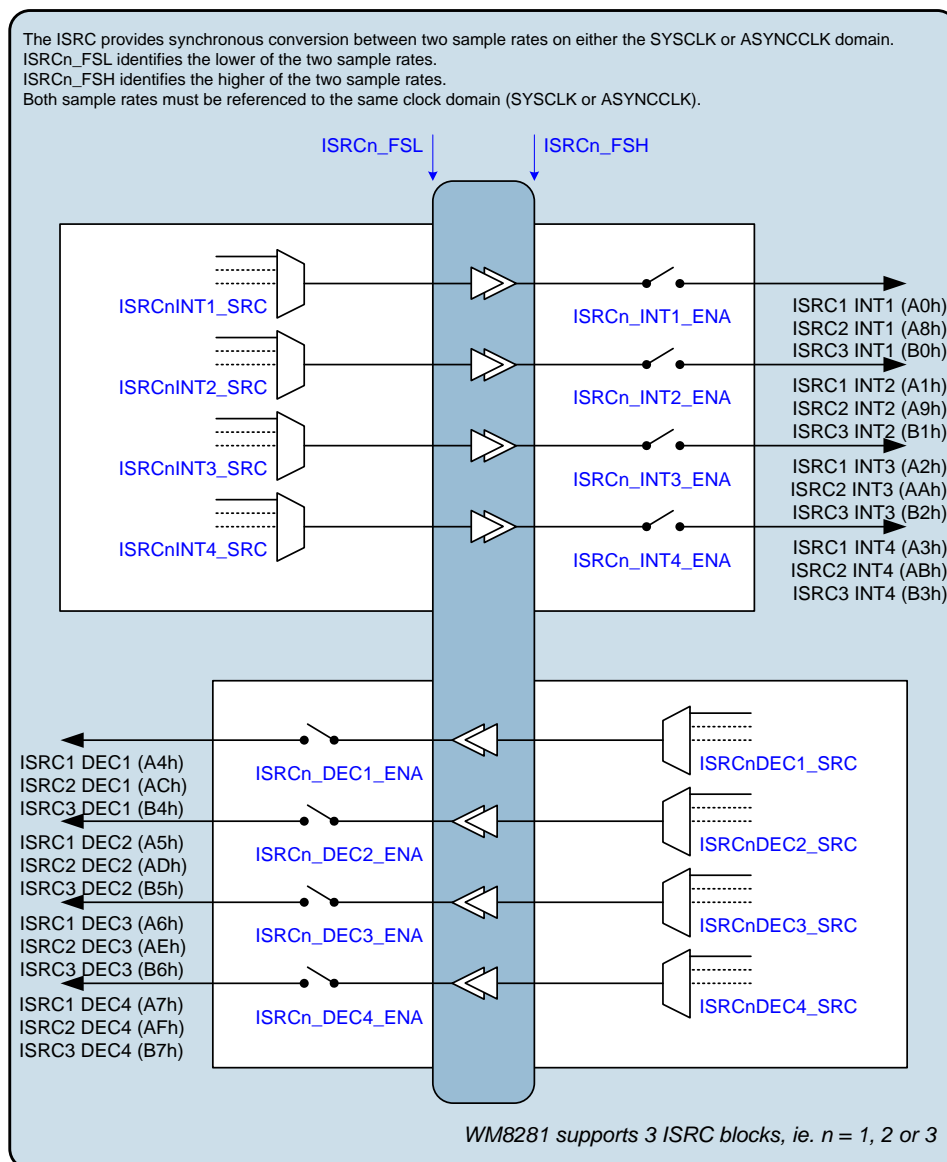 The ISRC provides synchronous conversion between two sample rates on either the SYSCLK or ASYNCCLK domain.
ISRCn_FSL identifies the lower of the two sample rates.
ISRCn_FSH identifies the higher of the two sample rates.
Both sample rates must be referenced to the same clock domain (SYSCLK or ASYNCCLK).
ISRCn_FSL
ISRCn_FSH
ISRCnINT1_SRC
ISRCn_INT1_ENA
ISRC1 INT1 (A0h)
ISRC2 INT1 (A8h)
ISRC3 INT1 (B0h)
ISRCnINT2_SRC
ISRCn_INT2_ENA
ISRC1 INT2 (A1h)
ISRC2 INT2 (A9h)
ISRC3 INT2 (B1h)
ISRCnINT3_SRC
ISRCn_INT3_ENA
ISRC1 INT3 (A2h)
ISRC2 INT3 (AAh)
ISRC3 INT3 (B2h)
ISRCnINT4_SRC
ISRCn_INT4_ENA
ISRC1 INT4 (A3h)
ISRC2 INT4 (ABh)
ISRC3 INT4 (B3h)
ISRC1 DEC1 (A4h)
ISRC2 DEC1 (ACh)
ISRC3 DEC1 (B4h)
ISRCn_DEC1_ENA
ISRCnDEC1_SRC
ISRC1 DEC2 (A5h)
ISRC2 DEC2 (ADh)
ISRC3 DEC2 (B5h)
ISRCn_DEC2_ENA
ISRCnDEC2_SRC
ISRC1 DEC3 (A6h)
ISRC2 DEC3 (AEh)
ISRC3 DEC3 (B6h)
ISRCn_DEC3_ENA
ISRCnDEC3_SRC
ISRC1 DEC4 (A7h)
ISRC2 DEC4 (AFh)
ISRC3 DEC4 (B7h)
ISRCn_DEC4_ENA
ISRCnDEC4_SRC
WM8281 supports 3 ISRC blocks, ie. n = 1, 2 or 3